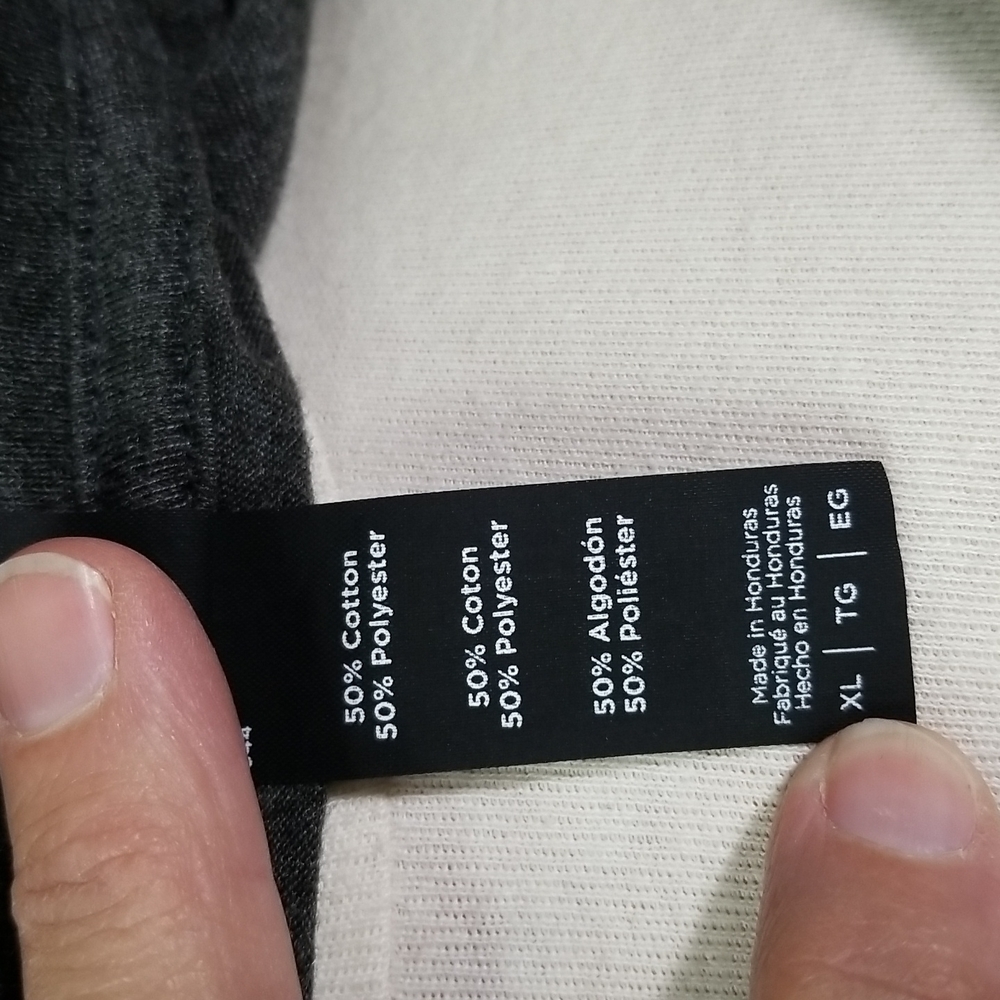 50% Cotton
50% Polyester
50% Coton
50% Polyester
50% Algodón
50% Poliéster
Made in Honduras
Fabriqué au Honduras
Hecho en Honduras
XL | TG | EG